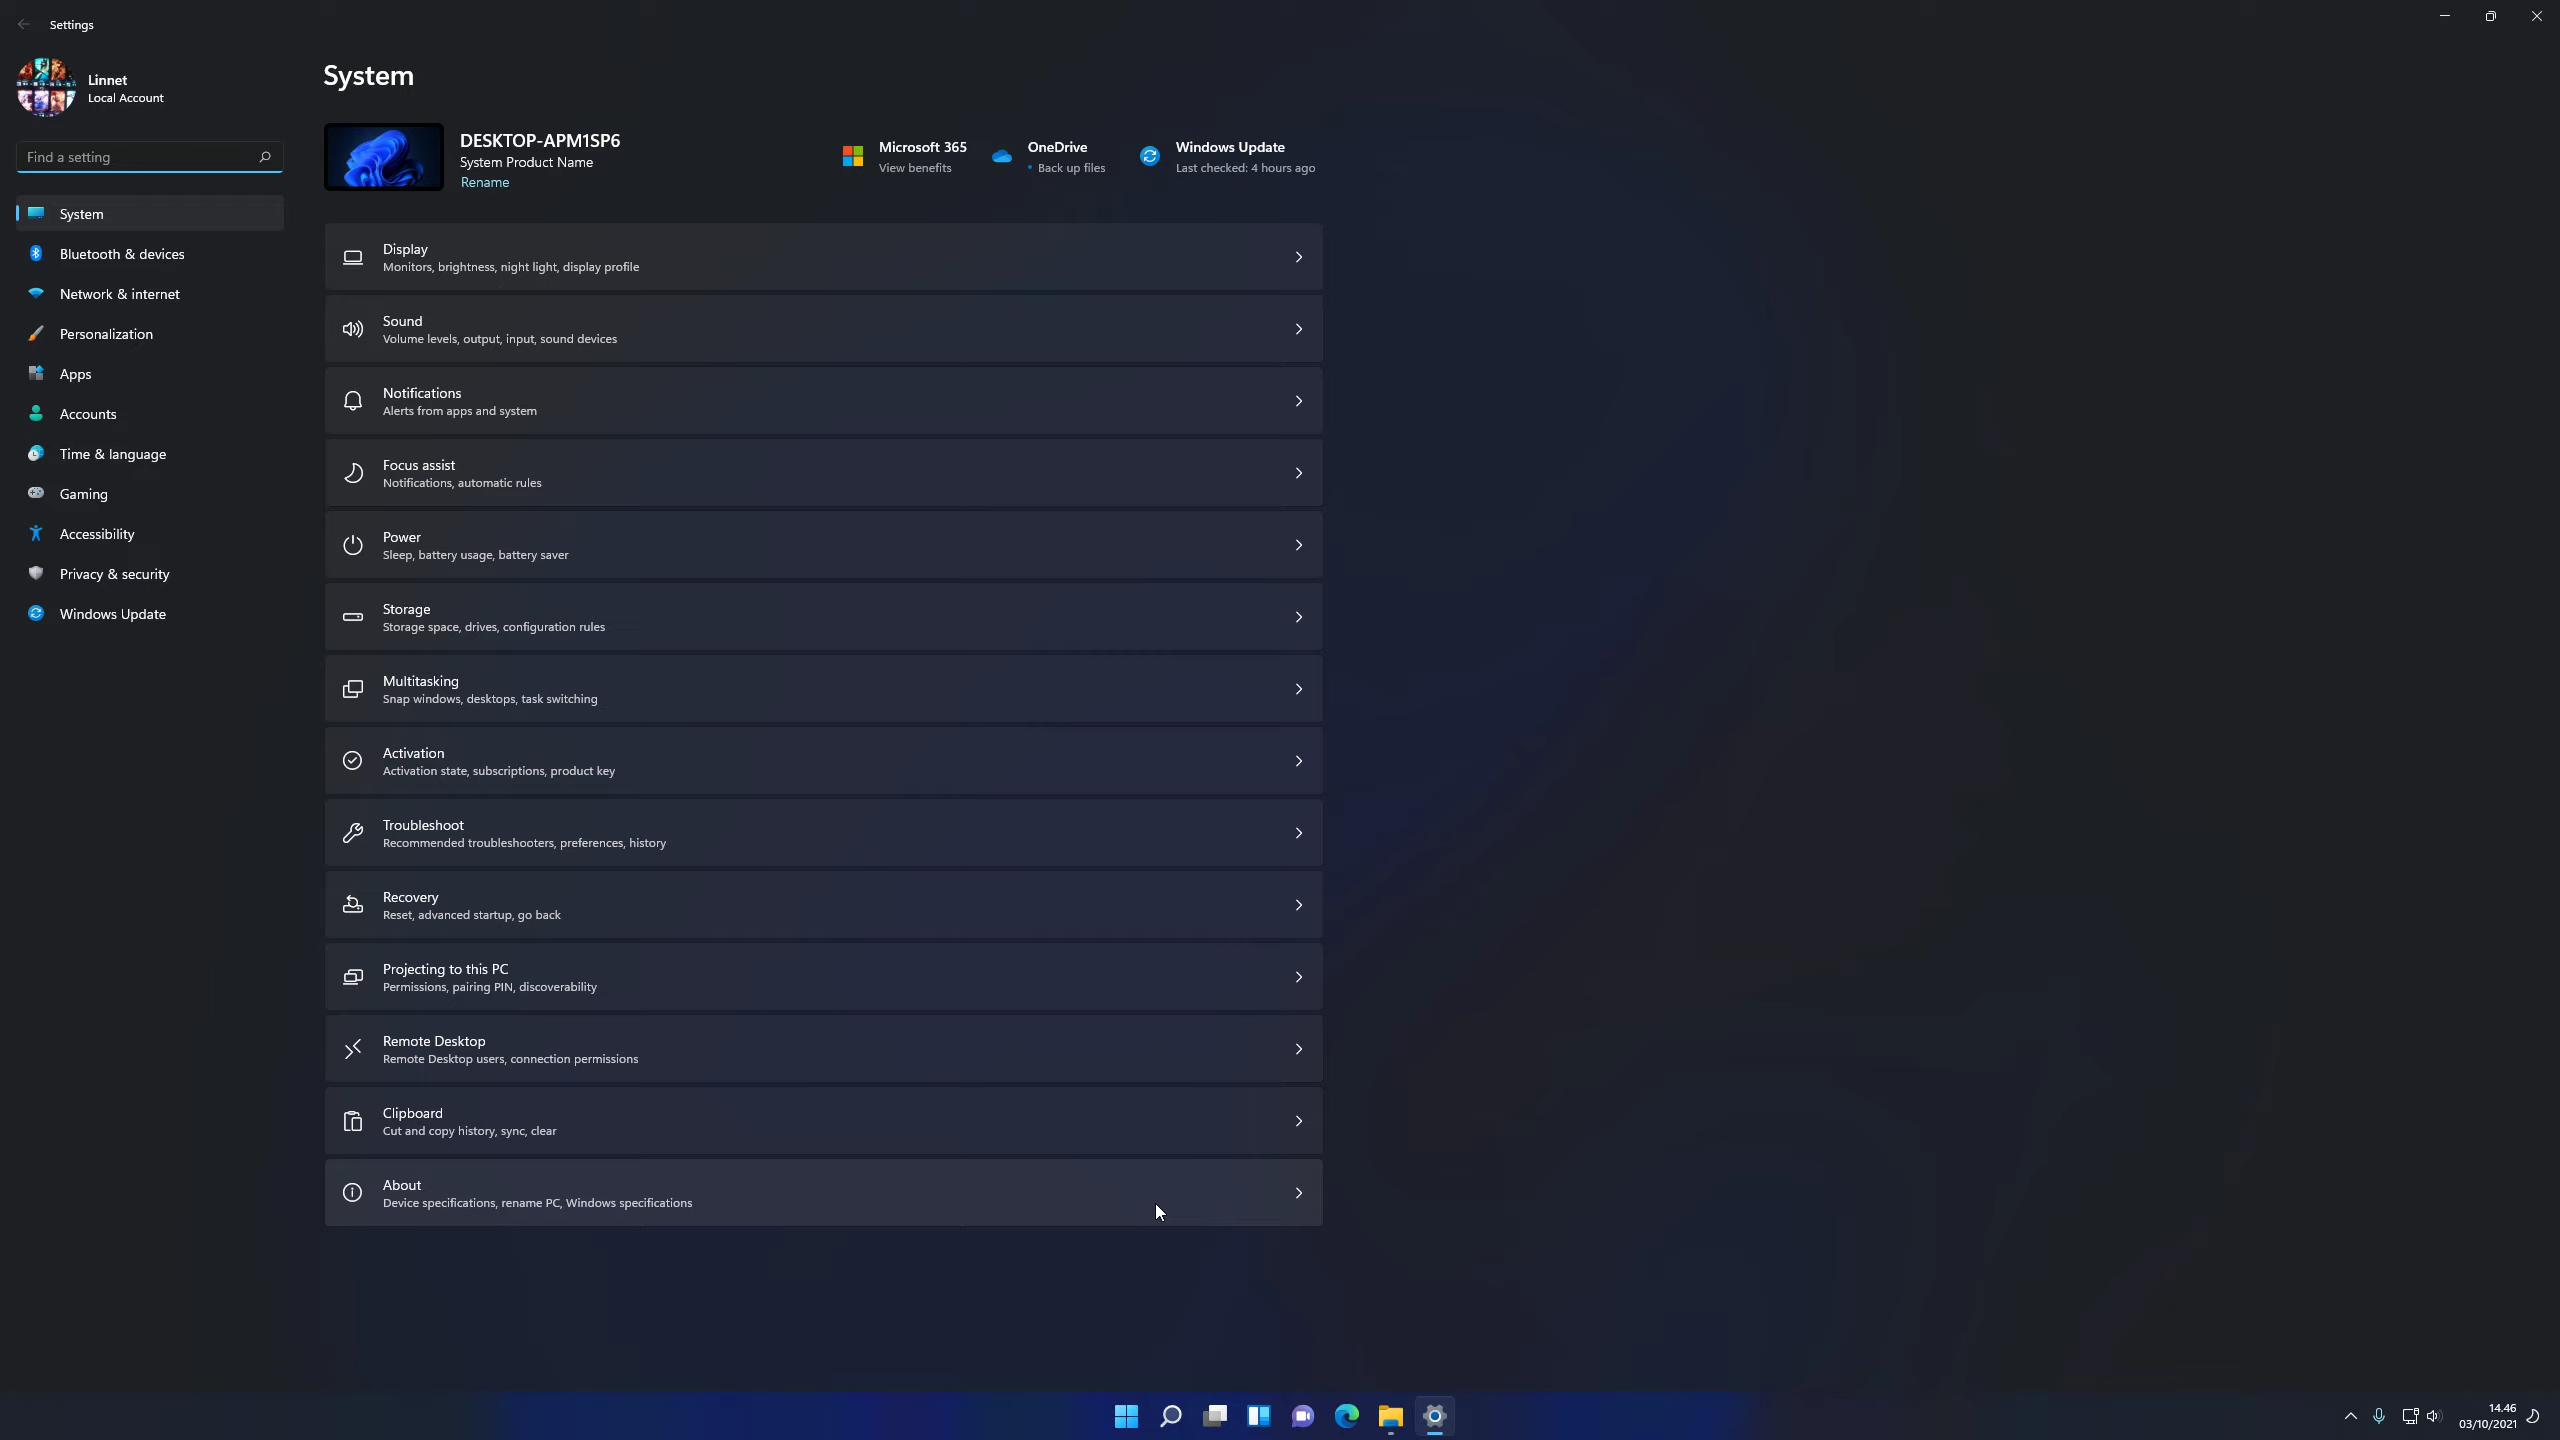 Settings
Linnet
Local Account
Find a setting
System
Bluetooth & devices
Network & internet
Personalization
Apps
Accounts
Time & language
Gaming
Accessibility
Privacy & security
Windows Update
System
DESKTOP-APM1SP6
System Product Name
Rename
Microsoft 365
View benefits
OneDrive
• Back up files
Windows Update
Last checked: 4 hours ago
Display
Monitors, brightness, night light, display profile
Sound
Volume levels, output, input, sound devices
Notifications
Alerts from apps and system
Focus assist
Notifications, automatic rules
Power
Sleep, battery usage, battery saver
Storage
Storage space, drives, configuration rules
Multitasking
Snap windows, desktops, task switching
Activation
Activation state, subscriptions, product key
Troubleshoot
Recommended troubleshooters, preferences, history
Recovery
Reset, advanced startup, go back
Projecting to this PC
Permissions, pairing PIN, discoverability
Remote Desktop
Remote Desktop users, connection permissions
Clipboard
Cut and copy history, sync, clear
About
Device specifications, rename PC, Windows specifications
14.46
03/10/2021